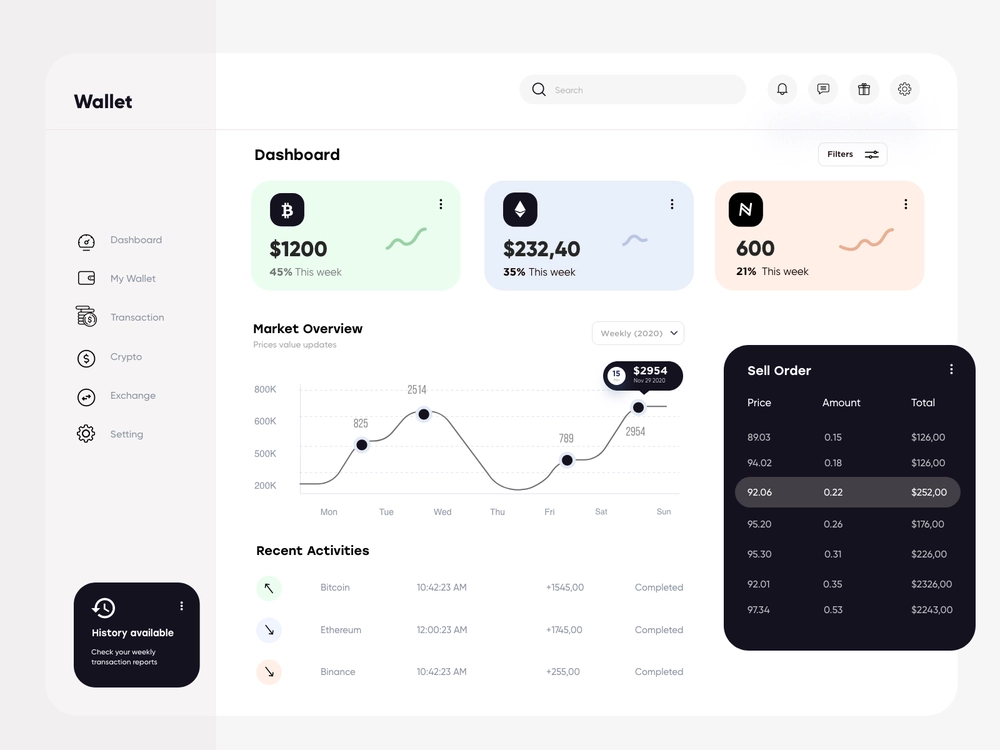 Wallet
Search
Dashboard
Filters
$1200
45% This week
$232,40
35% This week
600
21% This week
Dashboard
My Wallet
Transaction
Crypto
Exchange
Setting
History available
Check your weekly
transaction reports
Market Overview
Prices value updates
Weekly (2020)
15
$2954
Nov 29 2020
800K
600K
500K
200K
825
2514
789
2954
Mon Tue Wed Thu Fri Sat Sun
Recent Activities
Bitcoin 10:42:23 AM +1545,00 Completed
Ethereum 12:00:23 AM +1745,00 Completed
Binance 10:42:23 AM +255,00 Completed
Sell Order
Price Amount Total
89.03 0.15 $126,00
94.02 0.18 $126,00
92.06 0.22 $252,00
95.20 0.26 $176,00
95.30 0.31 $226,00
92.01 0.35 $2326,00
97.34 0.53 $2243,00